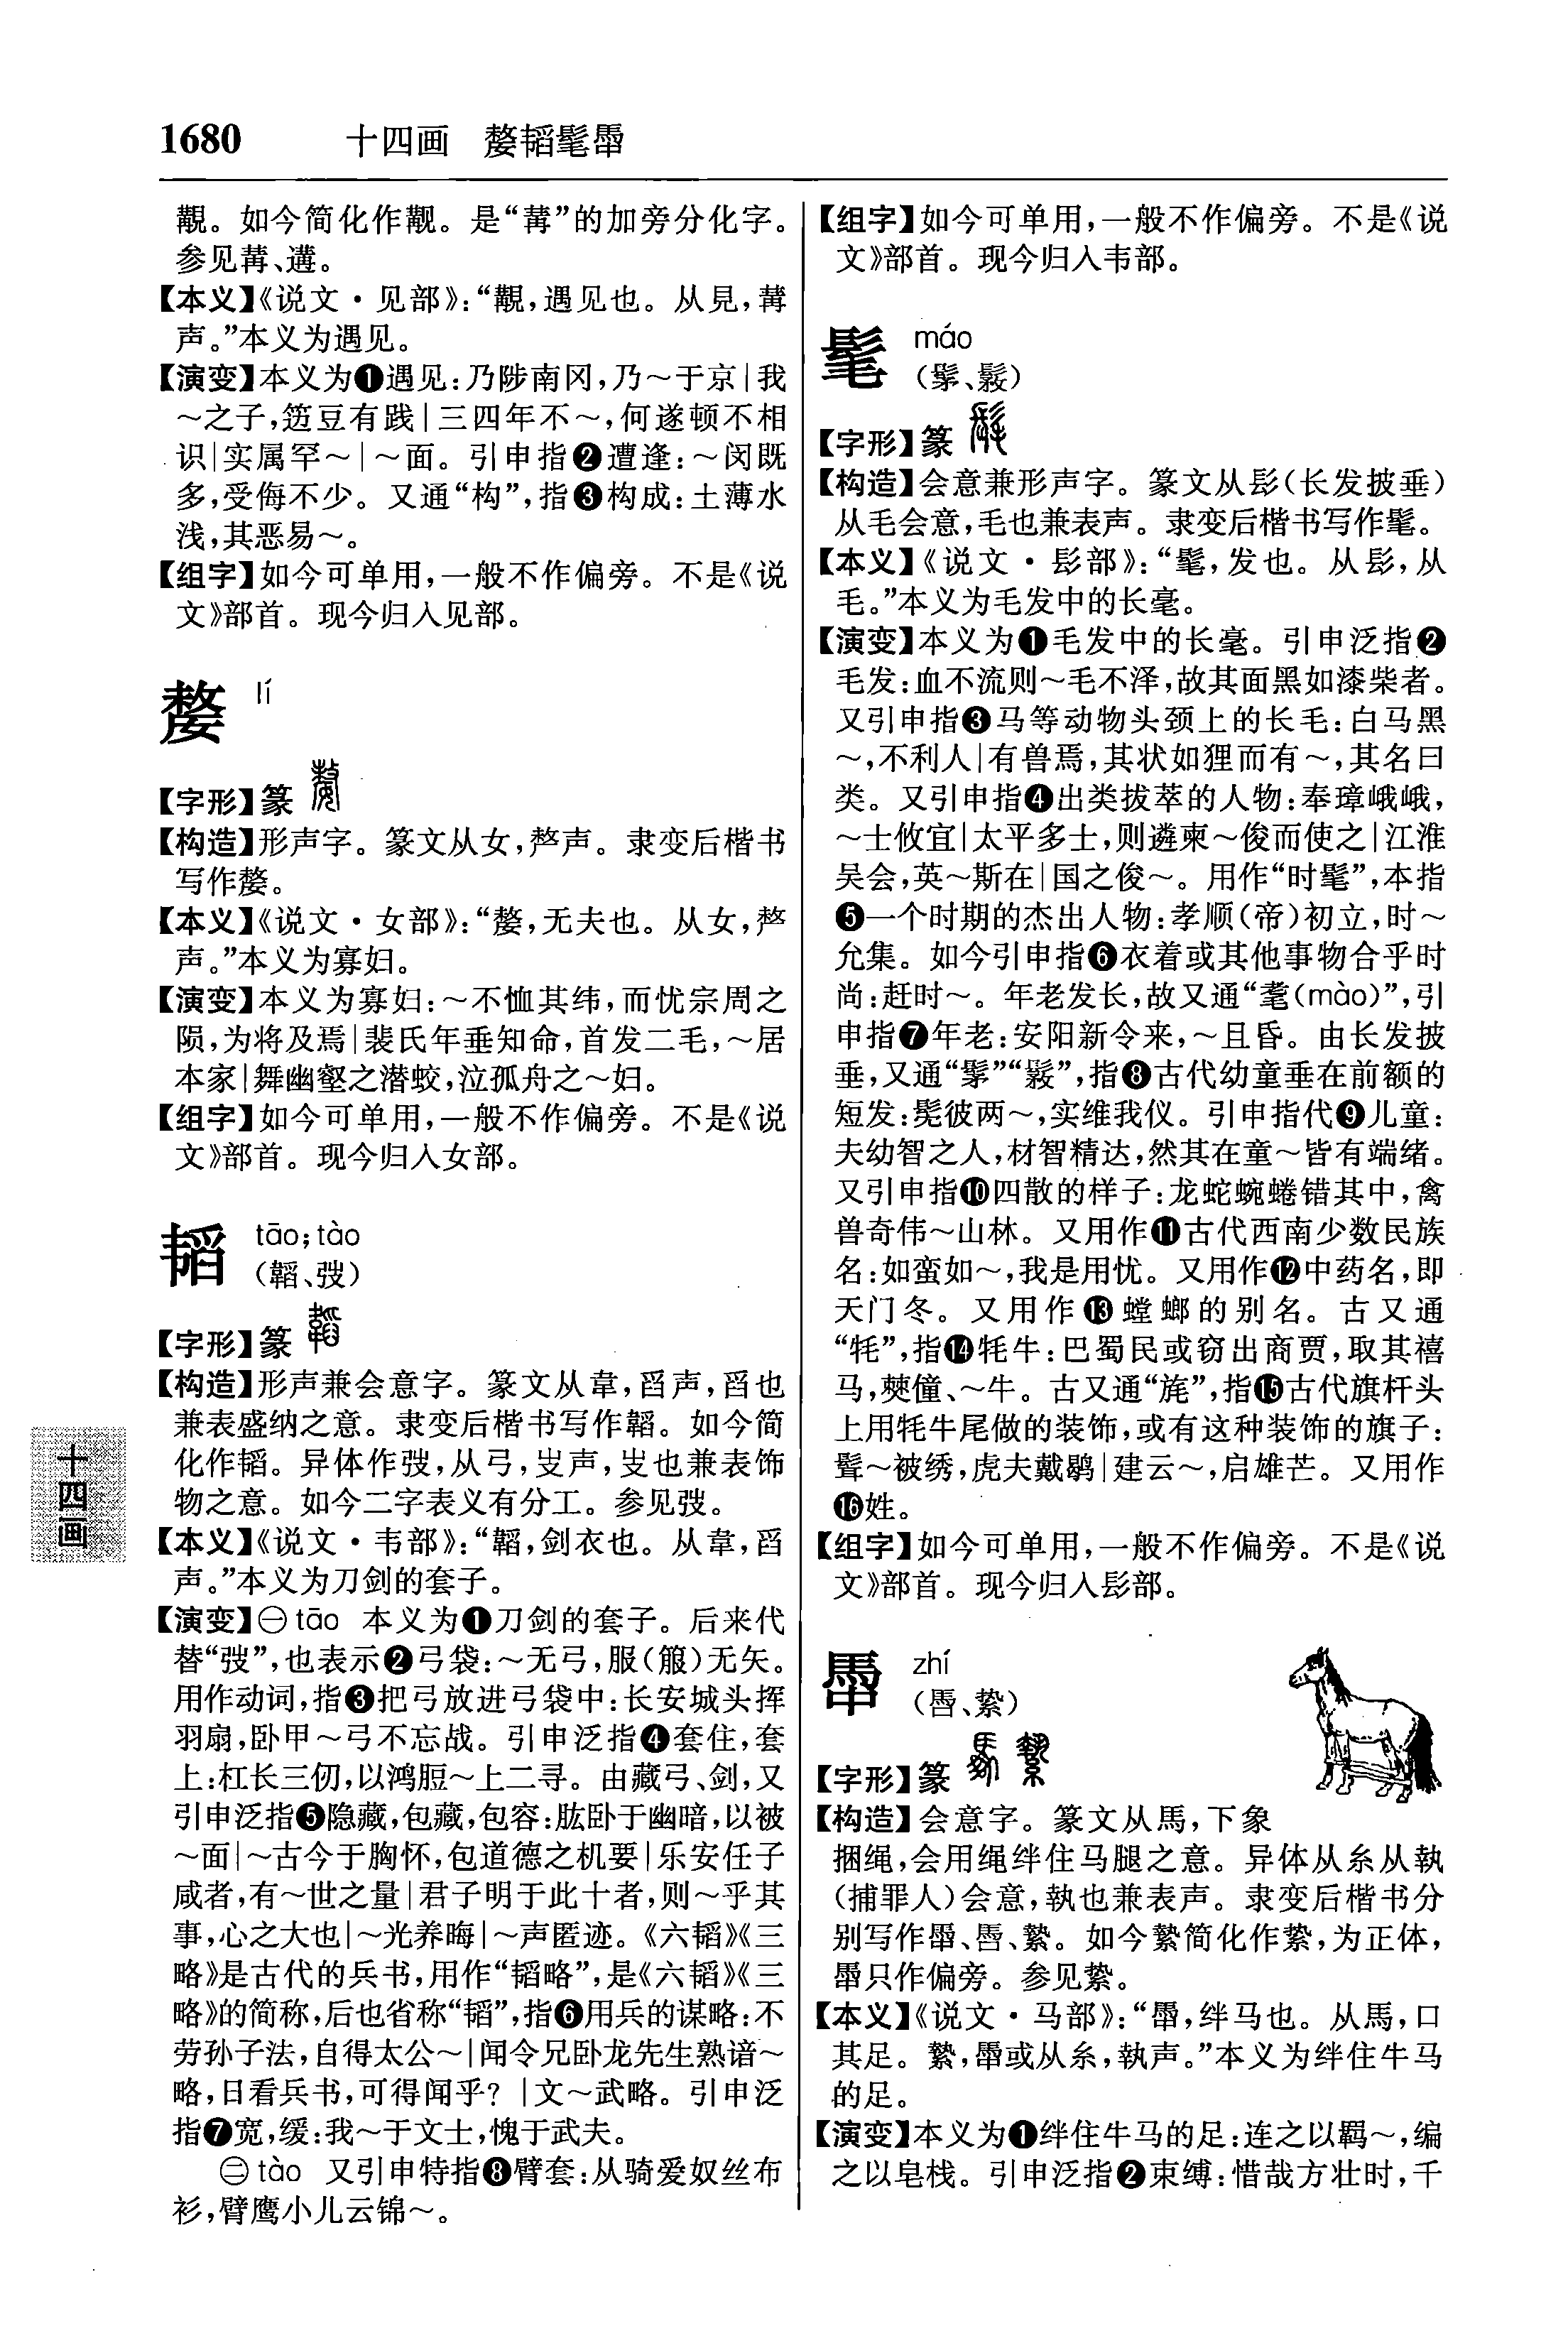 1680 十四画 嫠韬髦馽
觀。如今简化作觏。是“冓”的加旁分化字。
参见冓、遘。
【本义】《说文·见部》:“覯,遇见也。从見,冓
声。”本义为遇见。
【演变】本义为❶遇见:乃陟南冈,乃～于京|我
～之子,笾豆有践|三四年不～,何遂顿不相
识|实属罕～|～面。引申指❷遭逢:～闵既
多,受侮不少。又通“构”,指❸构成:土薄水
浅,其恶易～。
【组字】如今可单用,一般不作偏旁。不是《说
文》部首。现今归入见部。
嫠 lí
【字形】篆
【构造】形声字。篆文从女,𠩺声。隶变后楷书
写作嫠。
【本义】《说文·女部》:“嫠,无夫也。从女,𠩺
声。”本义为寡妇。
【演变】本义为寡妇:～不恤其纬,而忧宗周之
陨,为将及焉|裴氏年垂知命,首发二毛,～居
本家|舞幽壑之潜蛟,泣孤舟之～妇。
【组字】如今可单用,一般不作偏旁。不是《说
文》部首。现今归入女部。
韬 tāo;tào
(韜、弢)
【字形】篆
【构造】形声兼会意字。篆文从韋,舀声,舀也
兼表盛纳之意。隶变后楷书写作韜。如今简
化作韬。异体作弢,从弓,𠬢声,𠬢也兼表饰
物之意。如今二字表义有分工。参见弢。
【本义】《说文·韦部》:“韜,剑衣也。从韋,舀
声。”本义为刀剑的套子。
【演变】㊀tāo 本义为❶刀剑的套子。后来代
替“弢”,也表示❷弓袋:～无弓,服(箙)无矢。
用作动词,指❸把弓放进弓袋中:长安城头挥
羽扇,卧甲～弓不忘战。引申泛指❹套住,套
上:杠长三仞,以鸿脰～上二寻。由藏弓、剑,又
引申泛指❺隐藏,包藏,包容:肱卧于幽暗,以被
～面|～古今于胸怀,包道德之机要|乐安任子
咸者,有～世之量|君子明于此十者,则～乎其
事,心之大也|～光养晦|～声匿迹。《六韬》《三
略》是古代的兵书,用作“韬略”,是《六韬》《三
略》的简称,后也省称“韬”,指❻用兵的谋略:不
劳孙子法,自得太公～|闻令兄卧龙先生熟谙～
略,日看兵书,可得闻乎?|文～武略。引申泛
指❼宽,缓:我～于文士,愧于武夫。
㊁tào 又引申特指❽臂套:从骑爱奴丝布
衫,臂鹰小儿云锦～。
【组字】如今可单用,一般不作偏旁。不是《说
文》部首。现今归入韦部。
髦 máo
(髳、鬉)
【字形】篆
【构造】会意兼形声字。篆文从髟(长发披垂)
从毛会意,毛也兼表声。隶变后楷书写作髦。
【本义】《说文·髟部》:“髦,发也。从髟,从
毛。”本义为毛发中的长毫。
【演变】本义为❶毛发中的长毫。引申泛指❷
毛发:血不流则～毛不泽,故其面黑如漆柴者。
又引申指❸马等动物头颈上的长毛:白马黑
～,不利人|有兽焉,其状如狸而有～,其名曰
类。又引申指❹出类拔萃的人物:奉璋峨峨,
～士攸宜|太平多士,则遴柬～俊而使之|江淮
吴会,英～斯在|国之俊～。用作“时髦”,本指
❺一个时期的杰出人物:孝顺(帝)初立,时～
允集。如今引申指❻衣着或其他事物合乎时
尚:赶时～。年老发长,故又通“耄(mào)”,引
申指❼年老:安阳新令来,～且昏。由长发披
垂,又通“髳”“鬉”,指❽古代幼童垂在前额的
短发:髧彼两～,实维我仪。引申指代❾儿童:
夫幼智之人,材智精达,然其在童～皆有端绪。
又引申指❿四散的样子:龙蛇蜿蜷错其中,禽
兽奇伟～山林。又用作⓫古代西南少数民族
名:如蛮如～,我是用忧。又用作⓬中药名,即
天门冬。又用作⓭螳螂的别名。古又通
“牦”,指⓮牦牛:巴蜀民或窃出商贾,取其禧
马,僰僮、～牛。古又通“旄”,指⓯古代旗杆头
上用牦牛尾做的装饰,或有这种装饰的旗子:
髶～被绣,虎夫戴鹖|建云～,启雄芒。又用作
⓰姓。
【组字】如今可单用,一般不作偏旁。不是《说
文》部首。现今归入髟部。
馽 zhí
(唇、絷)
【字形】篆
【构造】会意字。篆文从馬,下象
捆绳,会用绳绊住马腿之意。异体从糸从執
(捕罪人)会意,執也兼表声。隶变后楷书分
别写作馽、𠷎、縶。如今縶简化作絷,为正体,
馽只作偏旁。参见絷。
【本义】《说文·马部》:“馽,绊马也。从馬,口
其足。縶,馽或从糸,執声。”本义为绊住牛马
的足。
【演变】本义为❶绊住牛马的足:连之以羁～,编
之以皂栈。引申泛指❷束缚:惜哉方壮时,千
十四画